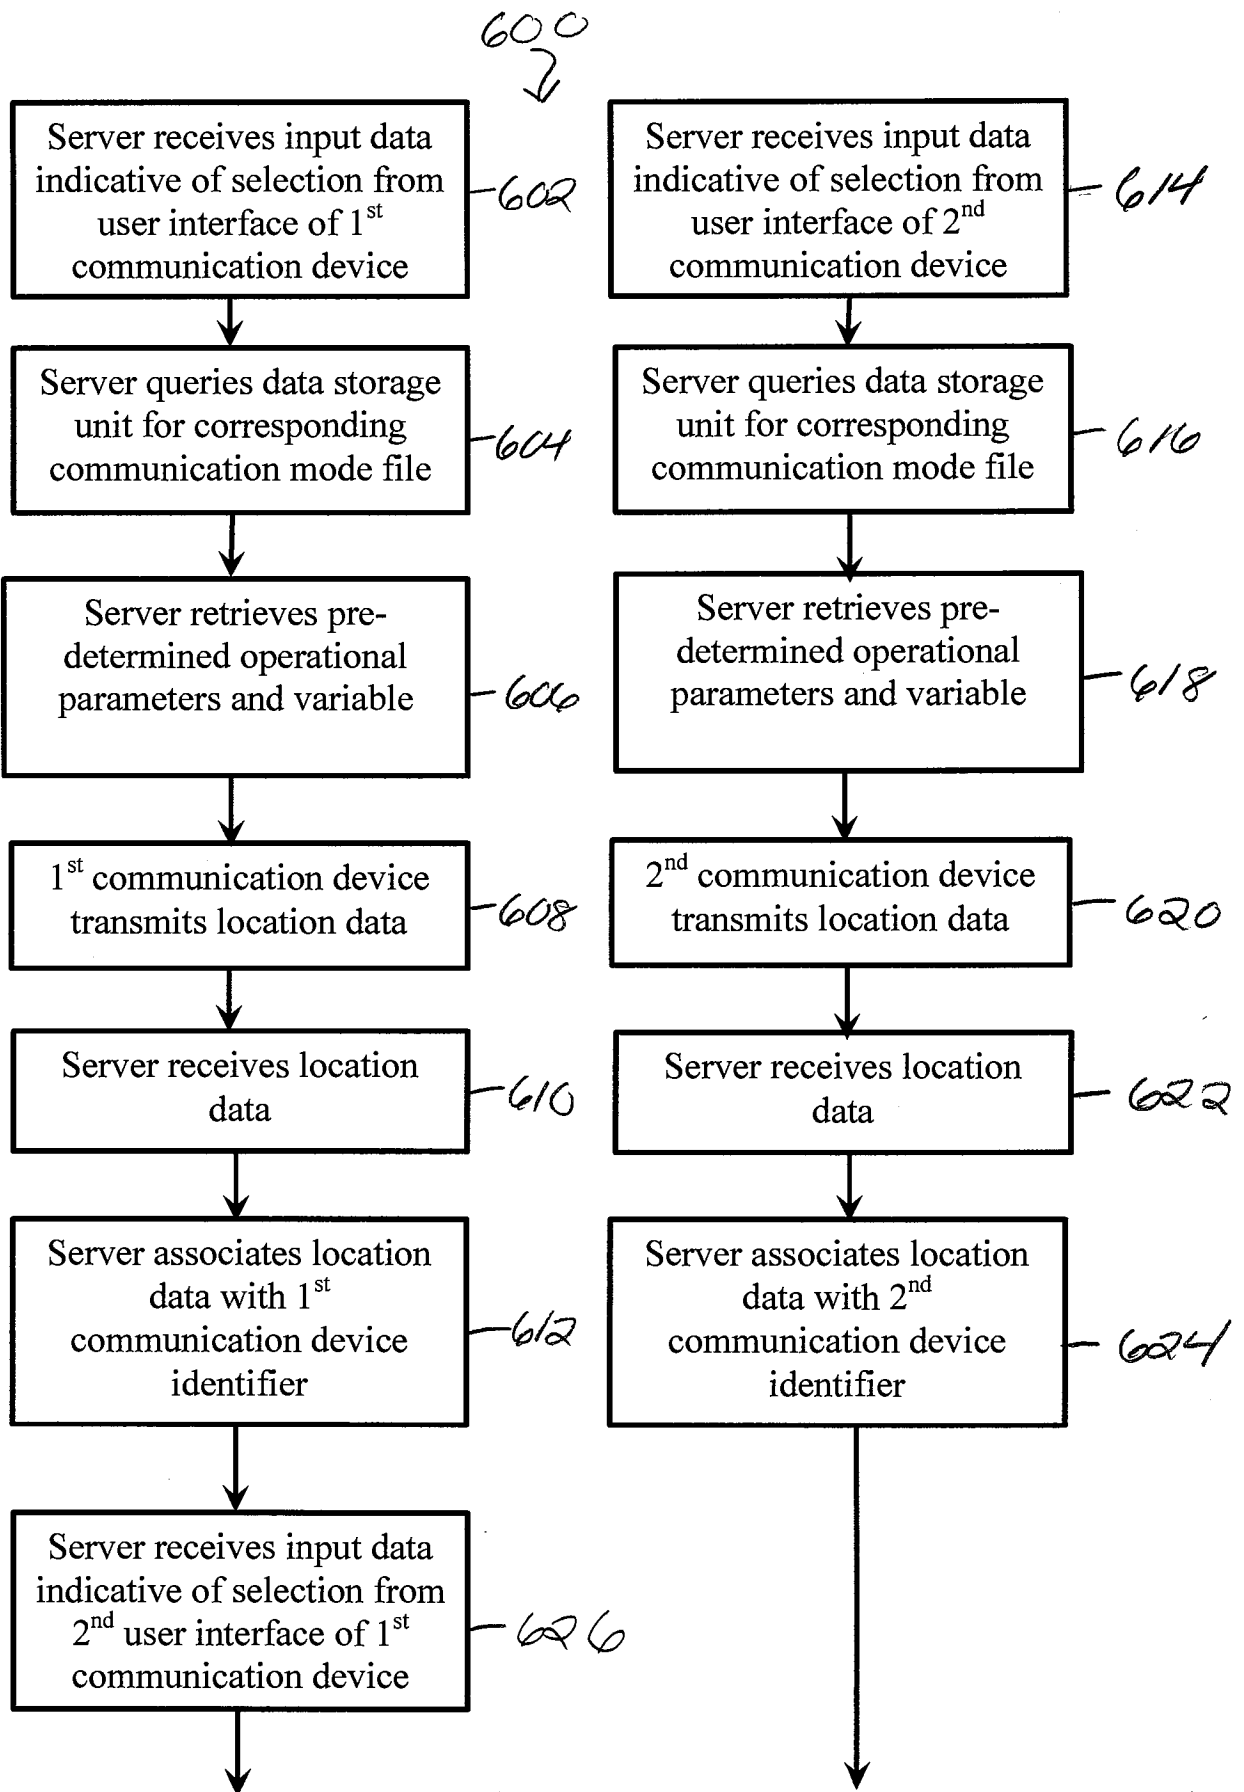 600
Server receives input data
indicative of selection from
user interface of 1st
communication device
602
Server queries data storage
unit for corresponding
communication mode file
604
Server retrieves pre-
determined operational
parameters and variable
606
1st communication device
transmits location data
608
Server receives location
data
610
Server associates location
data with 1st
communication device
identifier
612
Server receives input data
indicative of selection from
2nd user interface of 1st
communication device
626
Server receives input data
indicative of selection from
user interface of 2nd
communication device
614
Server queries data storage
unit for corresponding
communication mode file
616
Server retrieves pre-
determined operational
parameters and variable
618
2nd communication device
transmits location data
620
Server receives location
data
622
Server associates location
data with 2nd
communication device
identifier
624